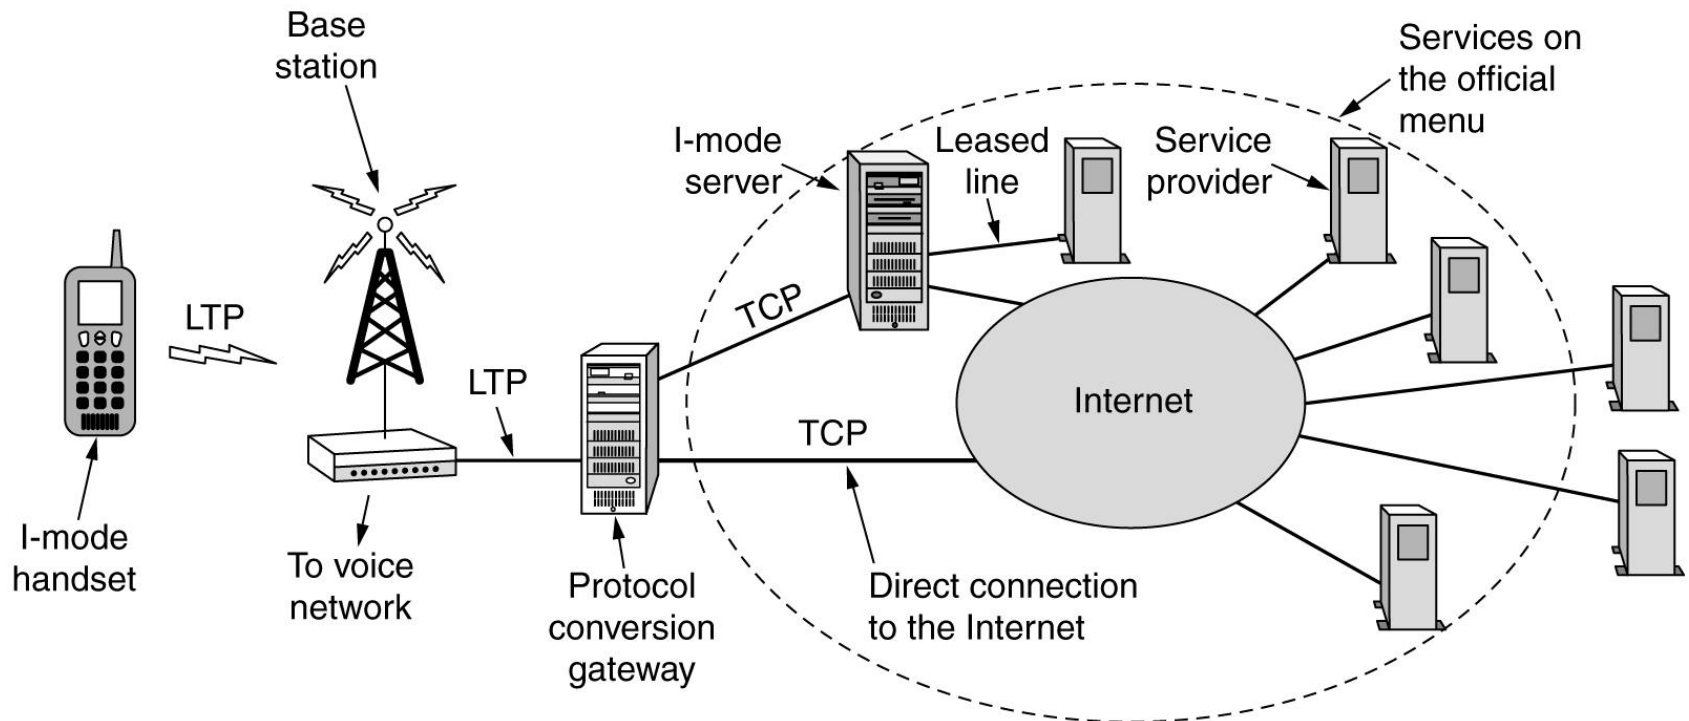 Base
station
Services on
the official
menu
I-mode
server
Leased
line
Service
provider
LTP
TCP
LTP
Internet
TCP
I-mode
handset
To voice
network
Protocol
conversion
gateway
Direct connection
to the Internet